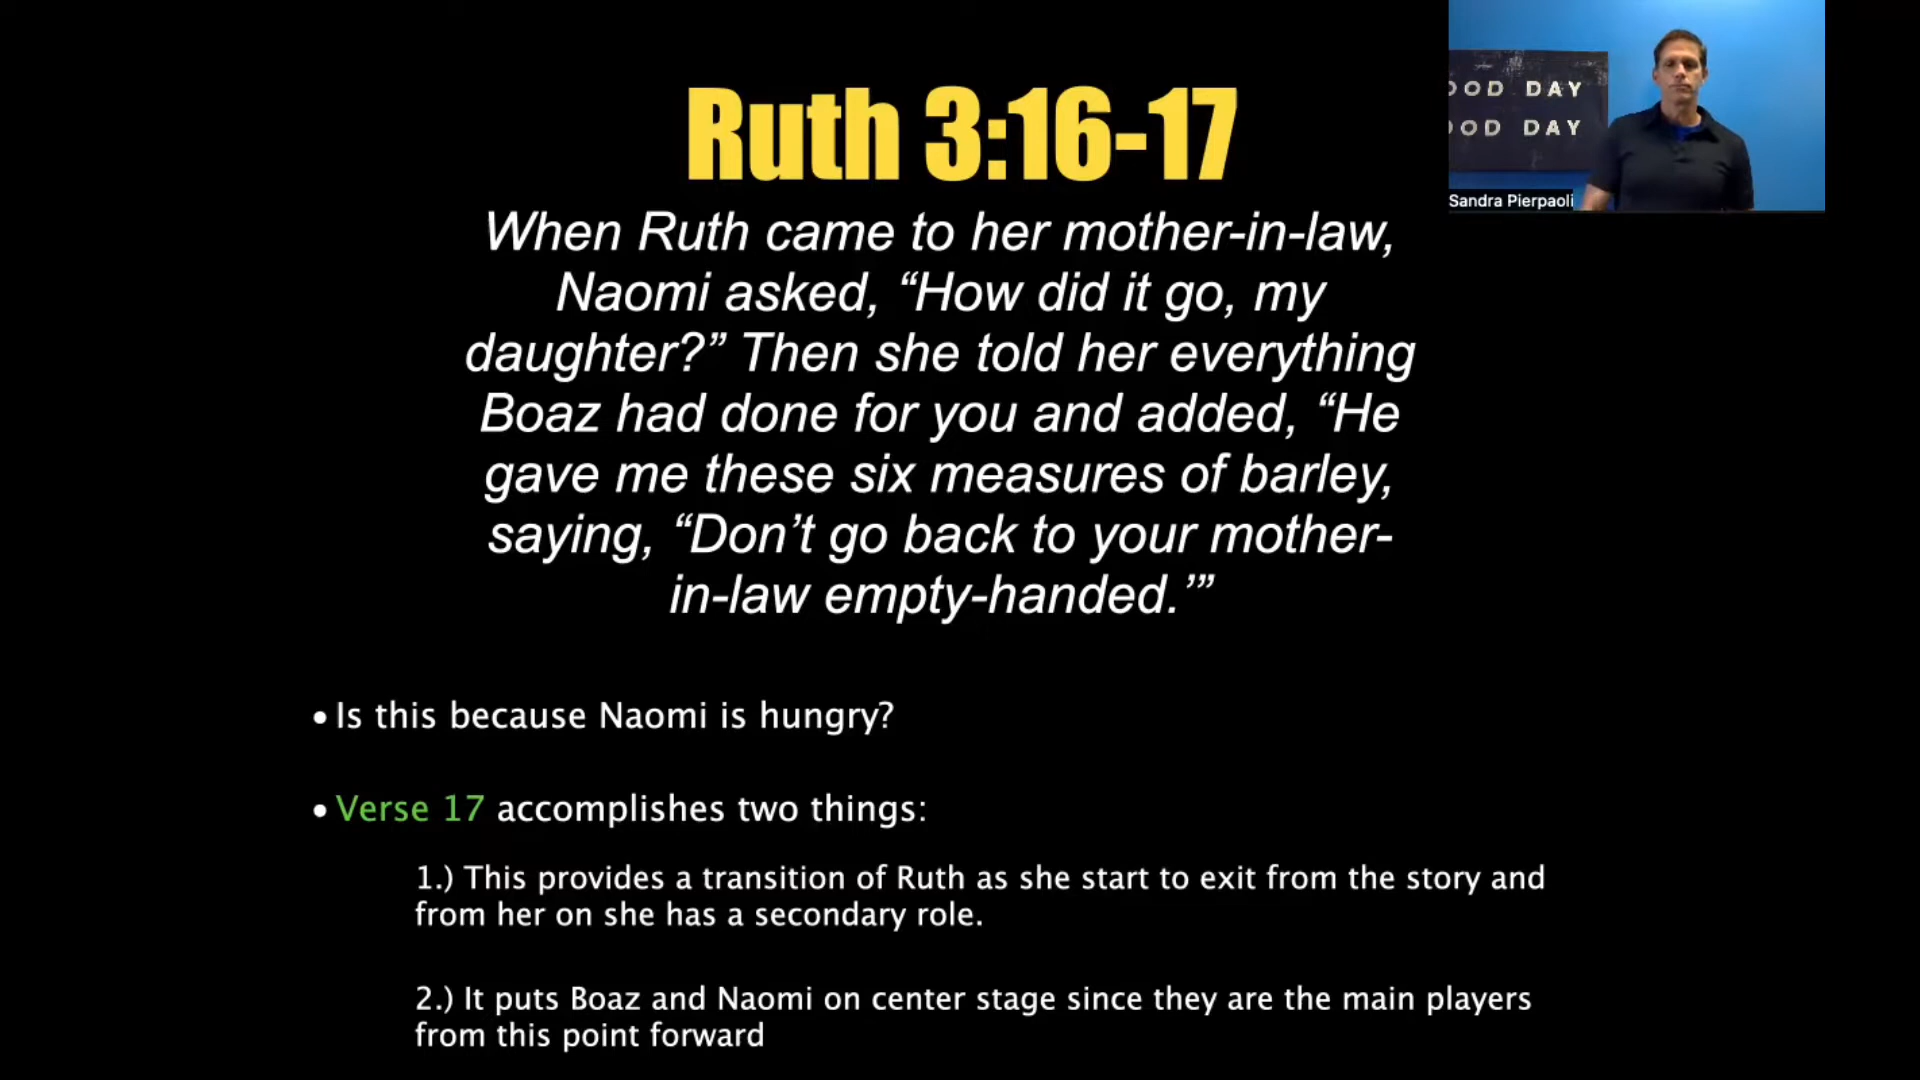 Ruth 3:16-17
When Ruth came to her mother-in-law,
Naomi asked, “How did it go, my
daughter?” Then she told her everything
Boaz had done for you and added, “He
gave me these six measures of barley,
saying, “Don’t go back to your mother-
in-law empty-handed.’”
• Is this because Naomi is hungry?
• Verse 17 accomplishes two things:
1.) This provides a transition of Ruth as she start to exit from the story and
from her on she has a secondary role.
2.) It puts Boaz and Naomi on center stage since they are the main players
from this point forward
OOD DAY
OOD DAY
Sandra Pierpaoli